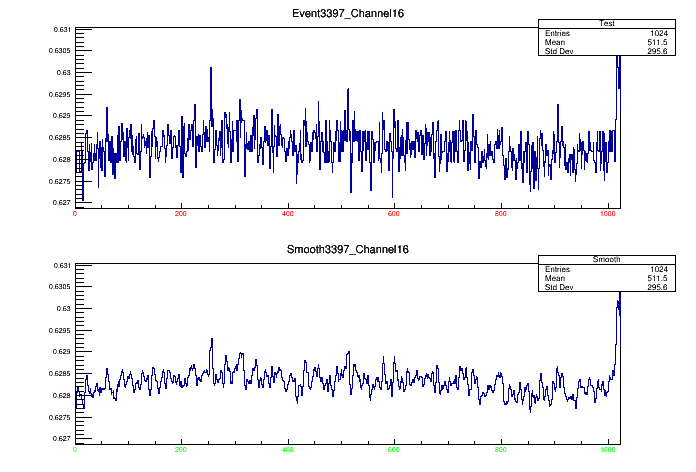 Event3397_Channel16
Test
Entries 1024
Mean 511.5
Std Dev 295.6
0.631
0.6305
0.63
0.6295
0.629
0.6285
0.628
0.6275
0.627
0 200 400 600 800 1000
Smooth3397_Channel16
Smooth
Entries 1024
Mean 511.5
Std Dev 295.6
0.631
0.6305
0.63
0.6295
0.629
0.6285
0.628
0.6275
0.627
0 200 400 600 800 1000